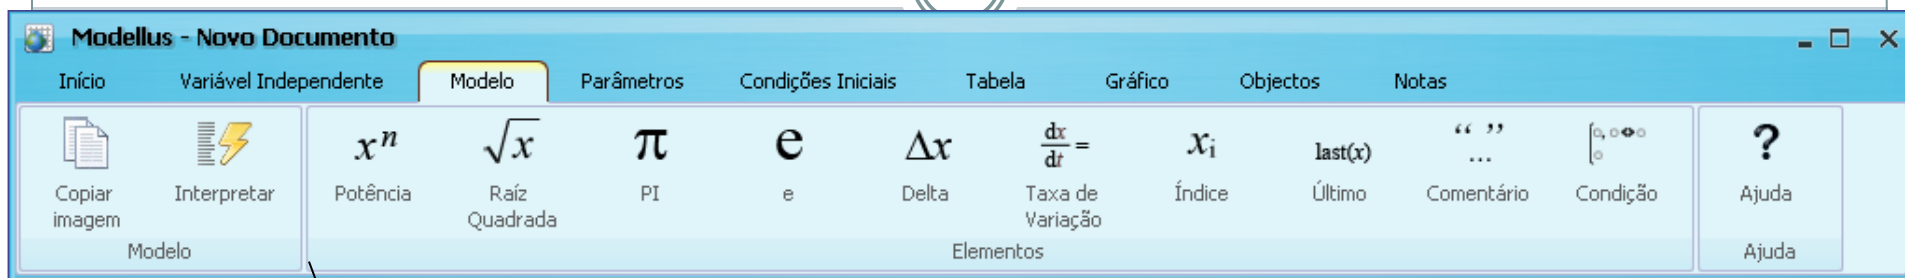 Modellus - Novo Documento
Início Variável Independente Modelo Parâmetros Condições Iniciais Tabela Gráfico Objectos Notas
xⁿ √x π e Δx dx/dt = xᵢ last(x) “ ” ... ?
Copiar imagem Interpretar Potência Raíz Quadrada PI e Delta Taxa de Variação Índice Último Comentário Condição Ajuda
Modelo Elementos Ajuda